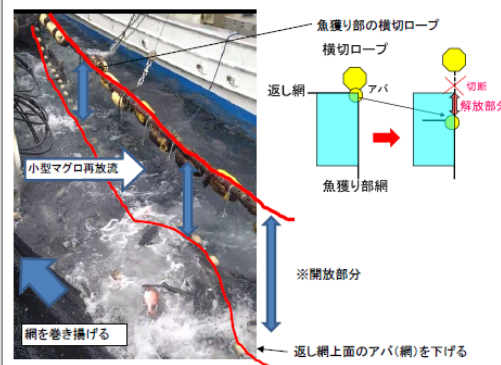 魚獲り部の横切ロープ
横切ロープ
返し網
アバ
切断
解放部分
魚獲り部網
小型マグロ再放流
※開放部分
網を巻き揚げる
返し網上面のアバ(網)を下げる